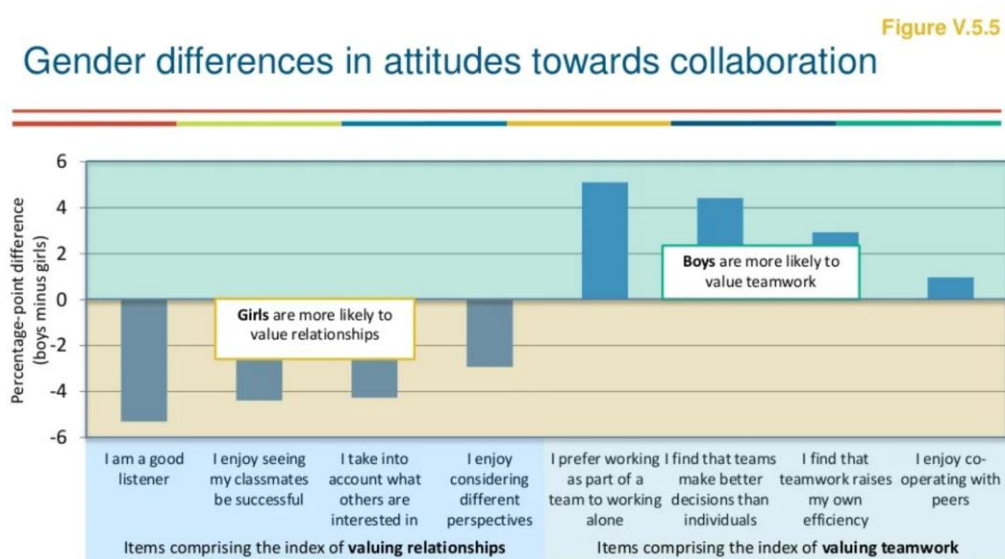 Figure V.5.5
Gender differences in attitudes towards collaboration
Percentage-point difference
(boys minus girls)
6
4
2
0
-2
-4
-6
Girls are more likely to
value relationships
Boys are more likely to
value teamwork
I am a good
listener
I enjoy seeing
my classmates
be successful
I take into
account what
others are
interested in
I enjoy
considering
different
perspectives
I prefer working
as part of a
team to working
alone
I find that teams
make better
decisions than
individuals
I find that
teamwork raises
my own
efficiency
I enjoy co-
operating with
peers
Items comprising the index of valuing relationships
Items comprising the index of valuing teamwork